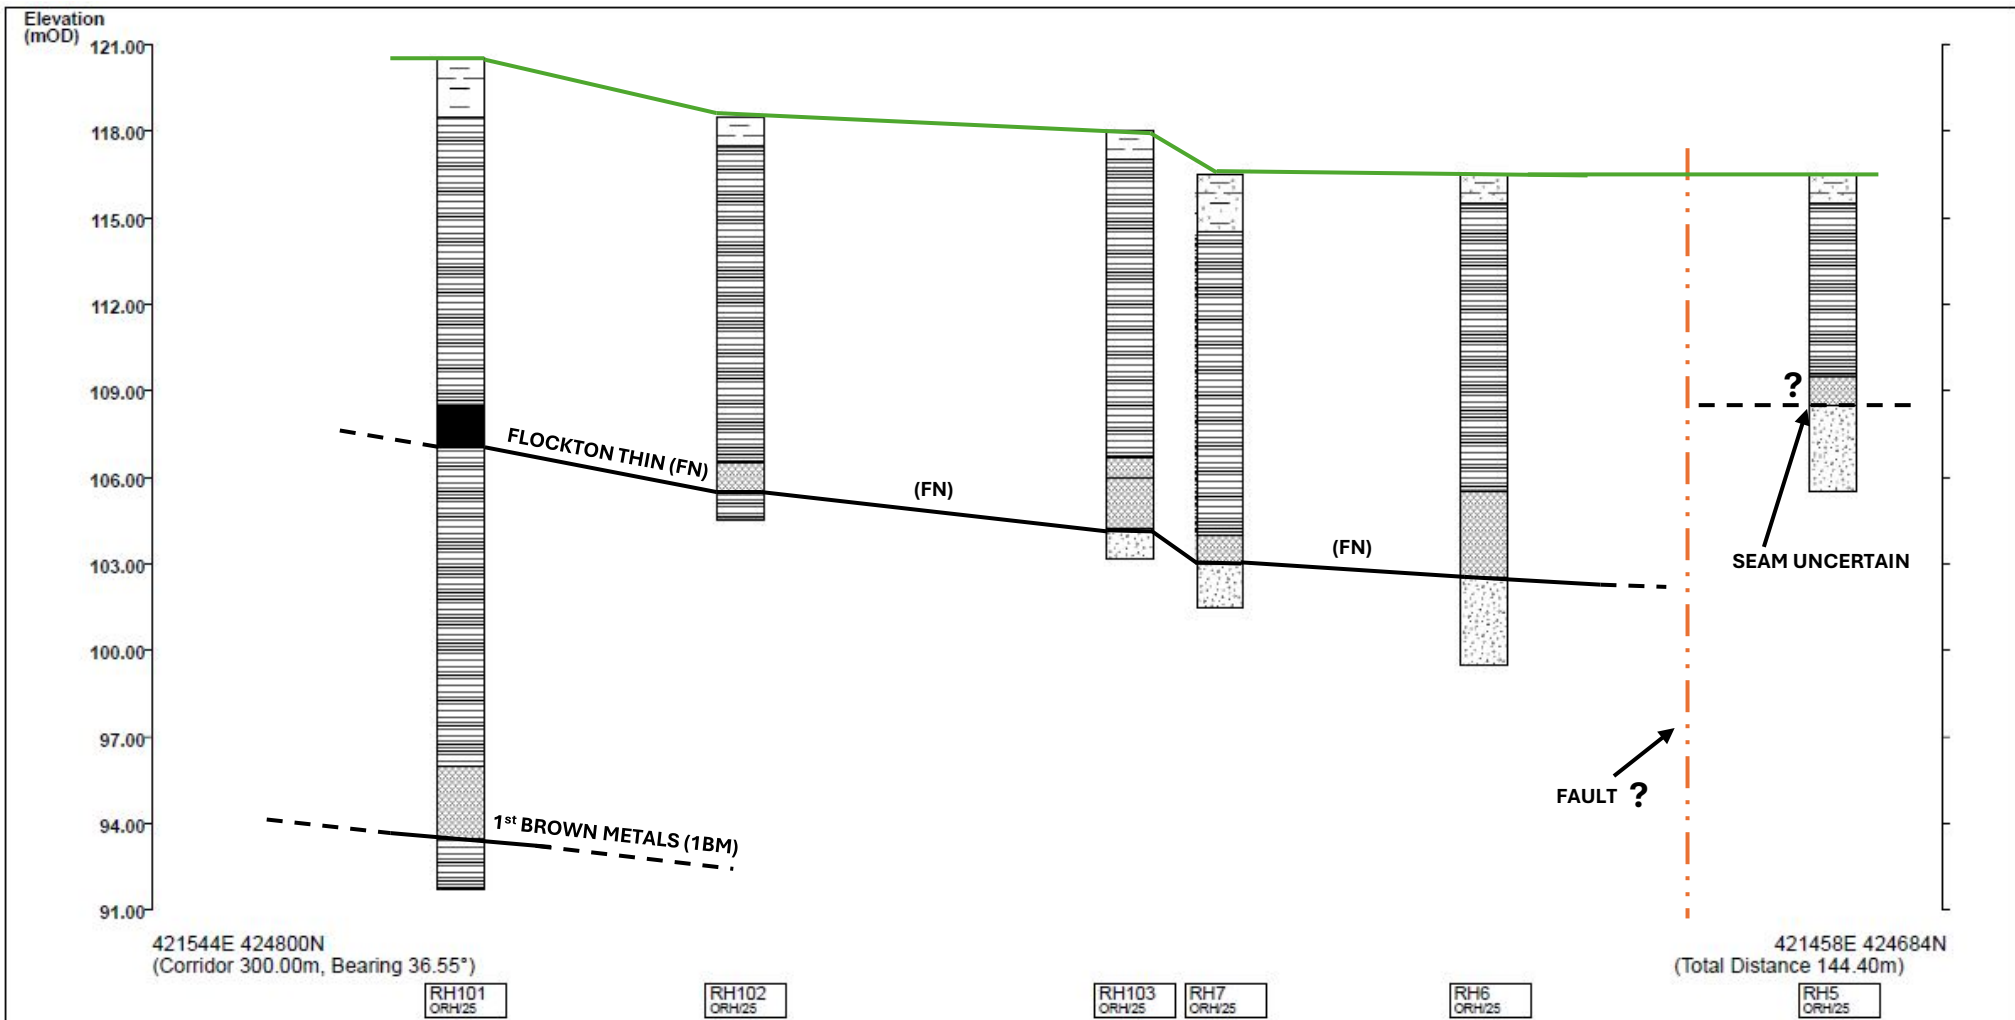 Elevation
(mOD)
121.00
118.00
115.00
112.00
109.00
106.00
103.00
100.00
97.00
94.00
91.00
FLOCKTON THIN (FN)
(FN)
(FN)
?
SEAM UNCERTAIN
FAULT ?
1st BROWN METALS (1BM)
421544E 424800N
(Corridor 300.00m, Bearing 36.55°)
421458E 424684N
(Total Distance 144.40m)
RH101
ORH/25
RH102
ORH/25
RH103
ORH/25
RH7
ORH/25
RH6
ORH/25
RH5
ORH/25